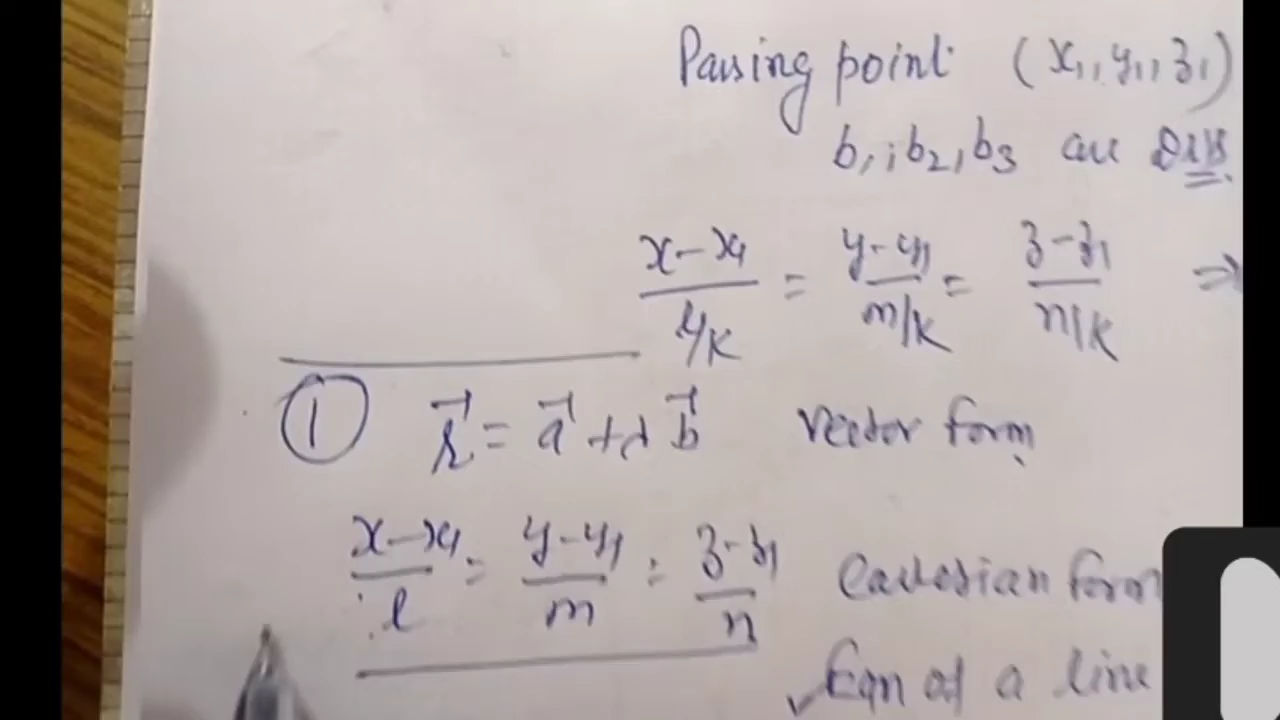 Passing point (x₁, y₁, z₁)
b₁, b₂, b₃ are DRs.
(x-x₁)/(l/k) = (y-y₁)/(m/k) = (z-z₁)/(n/k) ⇒
① r⃗ = a⃗ + λ b⃗ vector form
(x-x₁)/l = (y-y₁)/m = (z-z₁)/n Cartesian form
✓ Eqn of a line